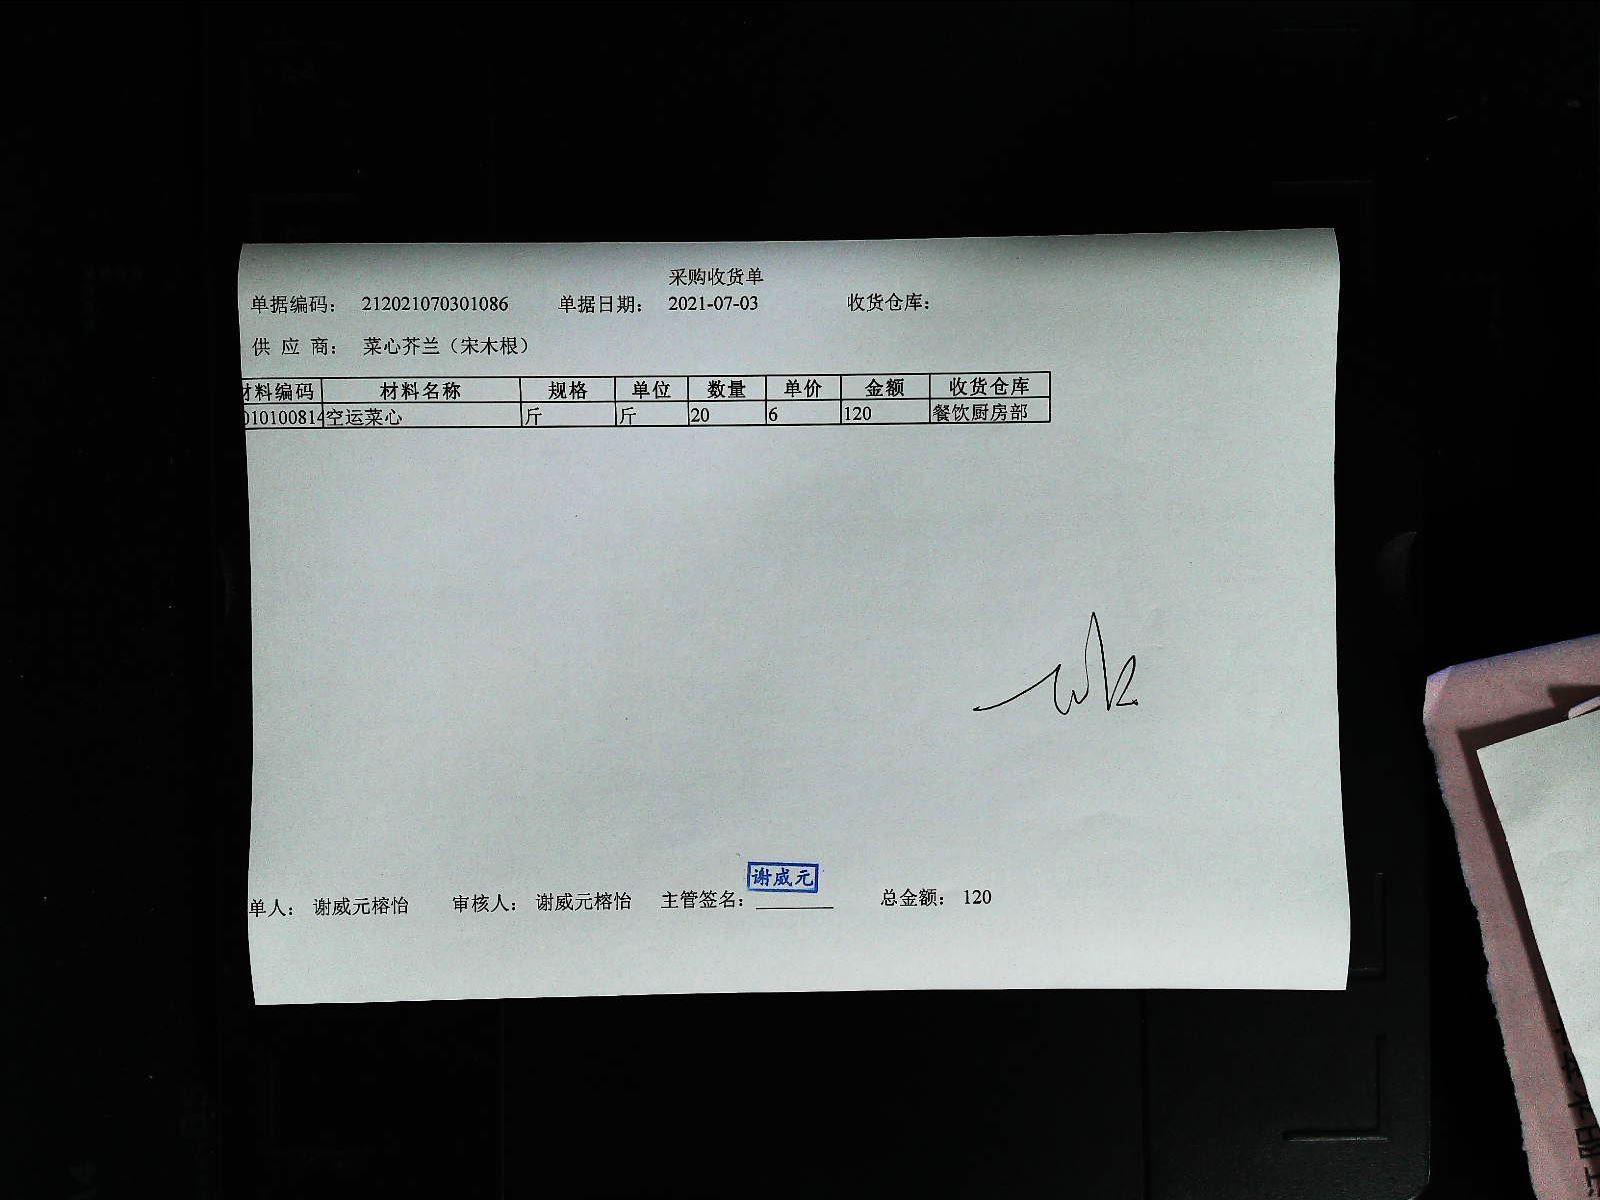 采购收货单
单据编码： 212021070301086 单据日期： 2021-07-03 收货仓库：
供 应 商： 菜心芥兰（宋木根）
材料编码 材料名称 规格 单位 数量 单价 金额 收货仓库
010100814 空运菜心 斤 斤 20 6 120 餐饮厨房部
谢威元
单人： 谢威元榕怡 审核人： 谢威元榕怡 主管签名： 总金额： 120